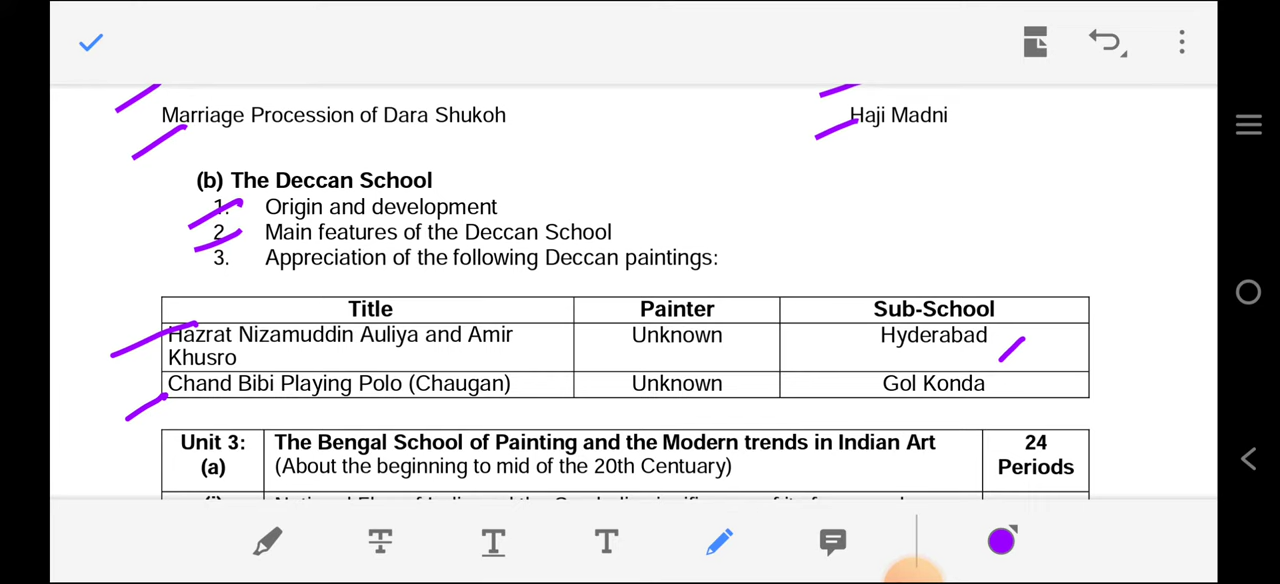 Marriage Procession of Dara Shukoh Haji Madni
(b) The Deccan School
1. Origin and development
2. Main features of the Deccan School
3. Appreciation of the following Deccan paintings:
Title Painter Sub-School
Hazrat Nizamuddin Auliya and Amir Unknown Hyderabad
Khusro
Chand Bibi Playing Polo (Chaugan) Unknown Gol Konda
Unit 3: The Bengal School of Painting and the Modern trends in Indian Art 24
(a) (About the beginning to mid of the 20th Centuary) Periods